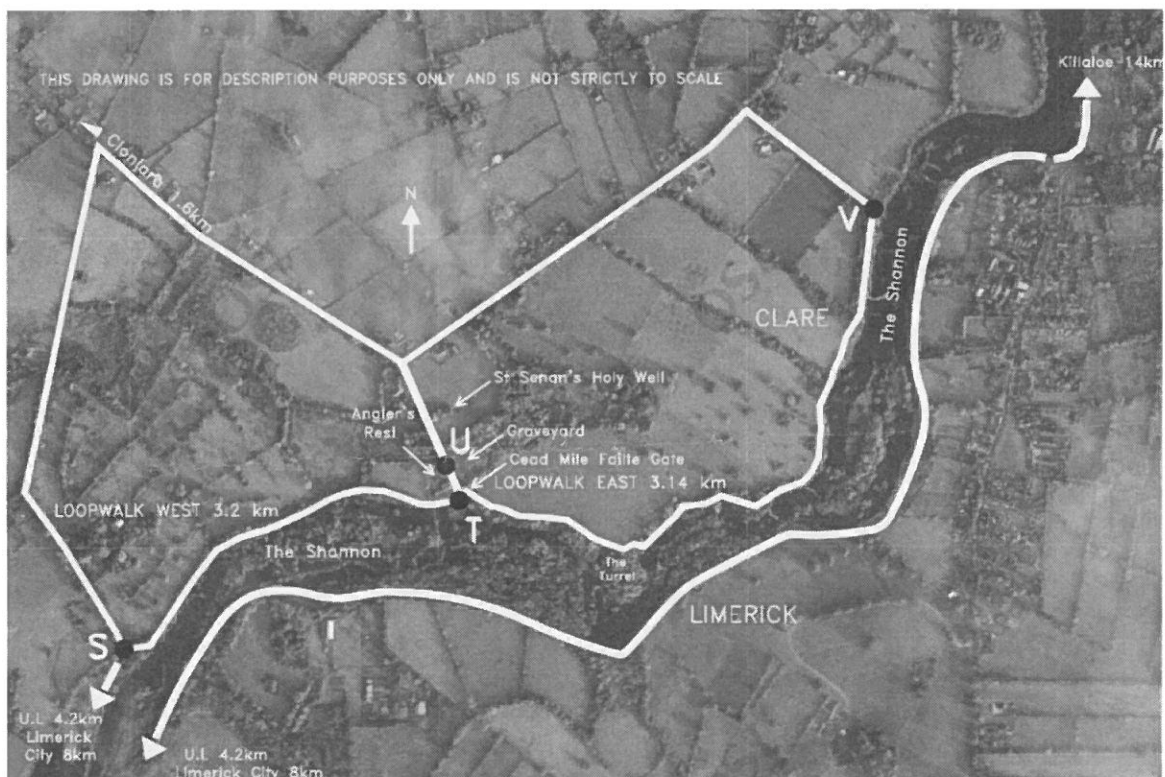 THIS DRAWING IS FOR DESCRIPTION PURPOSES ONLY AND IS NOT STRICTLY TO SCALE
Killaloe 14km
Clonlara 1.6km
N
V
The Shannon
CLARE
St Senan's Holy Well
Angler's
Rest
U
Graveyard
Cead Mile Failte Gate
LOOPWALK EAST 3.14 km
LOOPWALK WEST 3.2 km
T
The Shannon
The
Turret
LIMERICK
S
U.L 4.2km
Limerick
City 8km
U.L 4.2km
Limerick City 8km